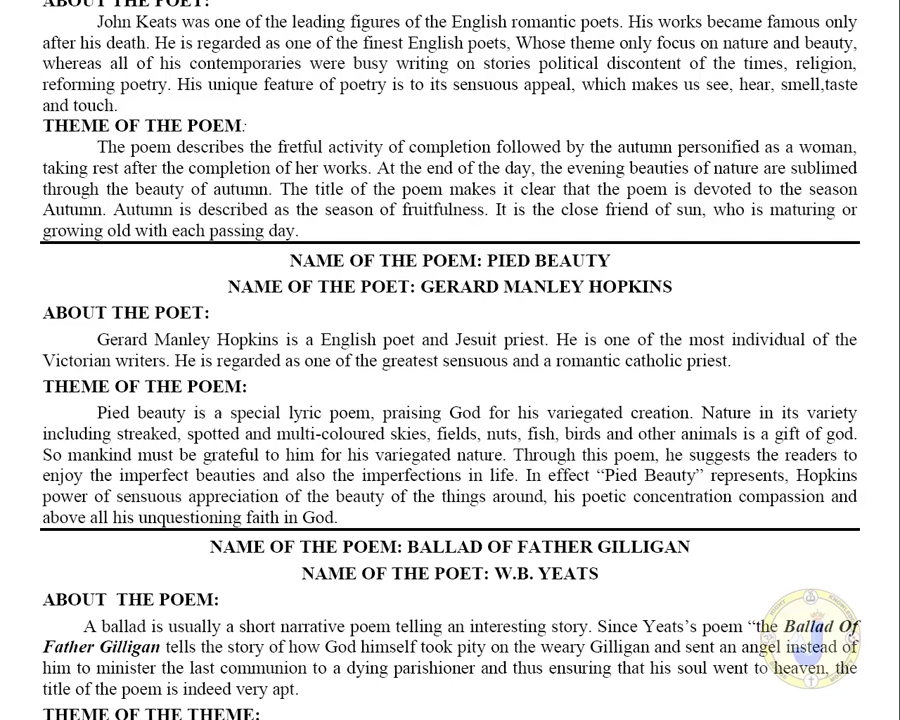 ABOUT THE POET:
John Keats was one of the leading figures of the English romantic poets. His works became famous only
after his death. He is regarded as one of the finest English poets, Whose theme only focus on nature and beauty,
whereas all of his contemporaries were busy writing on stories political discontent of the times, religion,
reforming poetry. His unique feature of poetry is to its sensuous appeal, which makes us see, hear, smell,taste
and touch.
THEME OF THE POEM:
The poem describes the fretful activity of completion followed by the autumn personified as a woman,
taking rest after the completion of her works. At the end of the day, the evening beauties of nature are sublimed
through the beauty of autumn. The title of the poem makes it clear that the poem is devoted to the season
Autumn. Autumn is described as the season of fruitfulness. It is the close friend of sun, who is maturing or
growing old with each passing day.
NAME OF THE POEM: PIED BEAUTY
NAME OF THE POET: GERARD MANLEY HOPKINS
ABOUT THE POET:
Gerard Manley Hopkins is a English poet and Jesuit priest. He is one of the most individual of the
Victorian writers. He is regarded as one of the greatest sensuous and a romantic catholic priest.
THEME OF THE POEM:
Pied beauty is a special lyric poem, praising God for his variegated creation. Nature in its variety
including streaked, spotted and multi-coloured skies, fields, nuts, fish, birds and other animals is a gift of god.
So mankind must be grateful to him for his variegated nature. Through this poem, he suggests the readers to
enjoy the imperfect beauties and also the imperfections in life. In effect “Pied Beauty” represents, Hopkins
power of sensuous appreciation of the beauty of the things around, his poetic concentration compassion and
above all his unquestioning faith in God.
NAME OF THE POEM: BALLAD OF FATHER GILLIGAN
NAME OF THE POET: W.B. YEATS
ABOUT THE POEM:
A ballad is usually a short narrative poem telling an interesting story. Since Yeats’s poem “the Ballad Of
Father Gilligan tells the story of how God himself took pity on the weary Gilligan and sent an angel instead of
him to minister the last communion to a dying parishioner and thus ensuring that his soul went to heaven, the
title of the poem is indeed very apt.
THEME OF THE THEME: